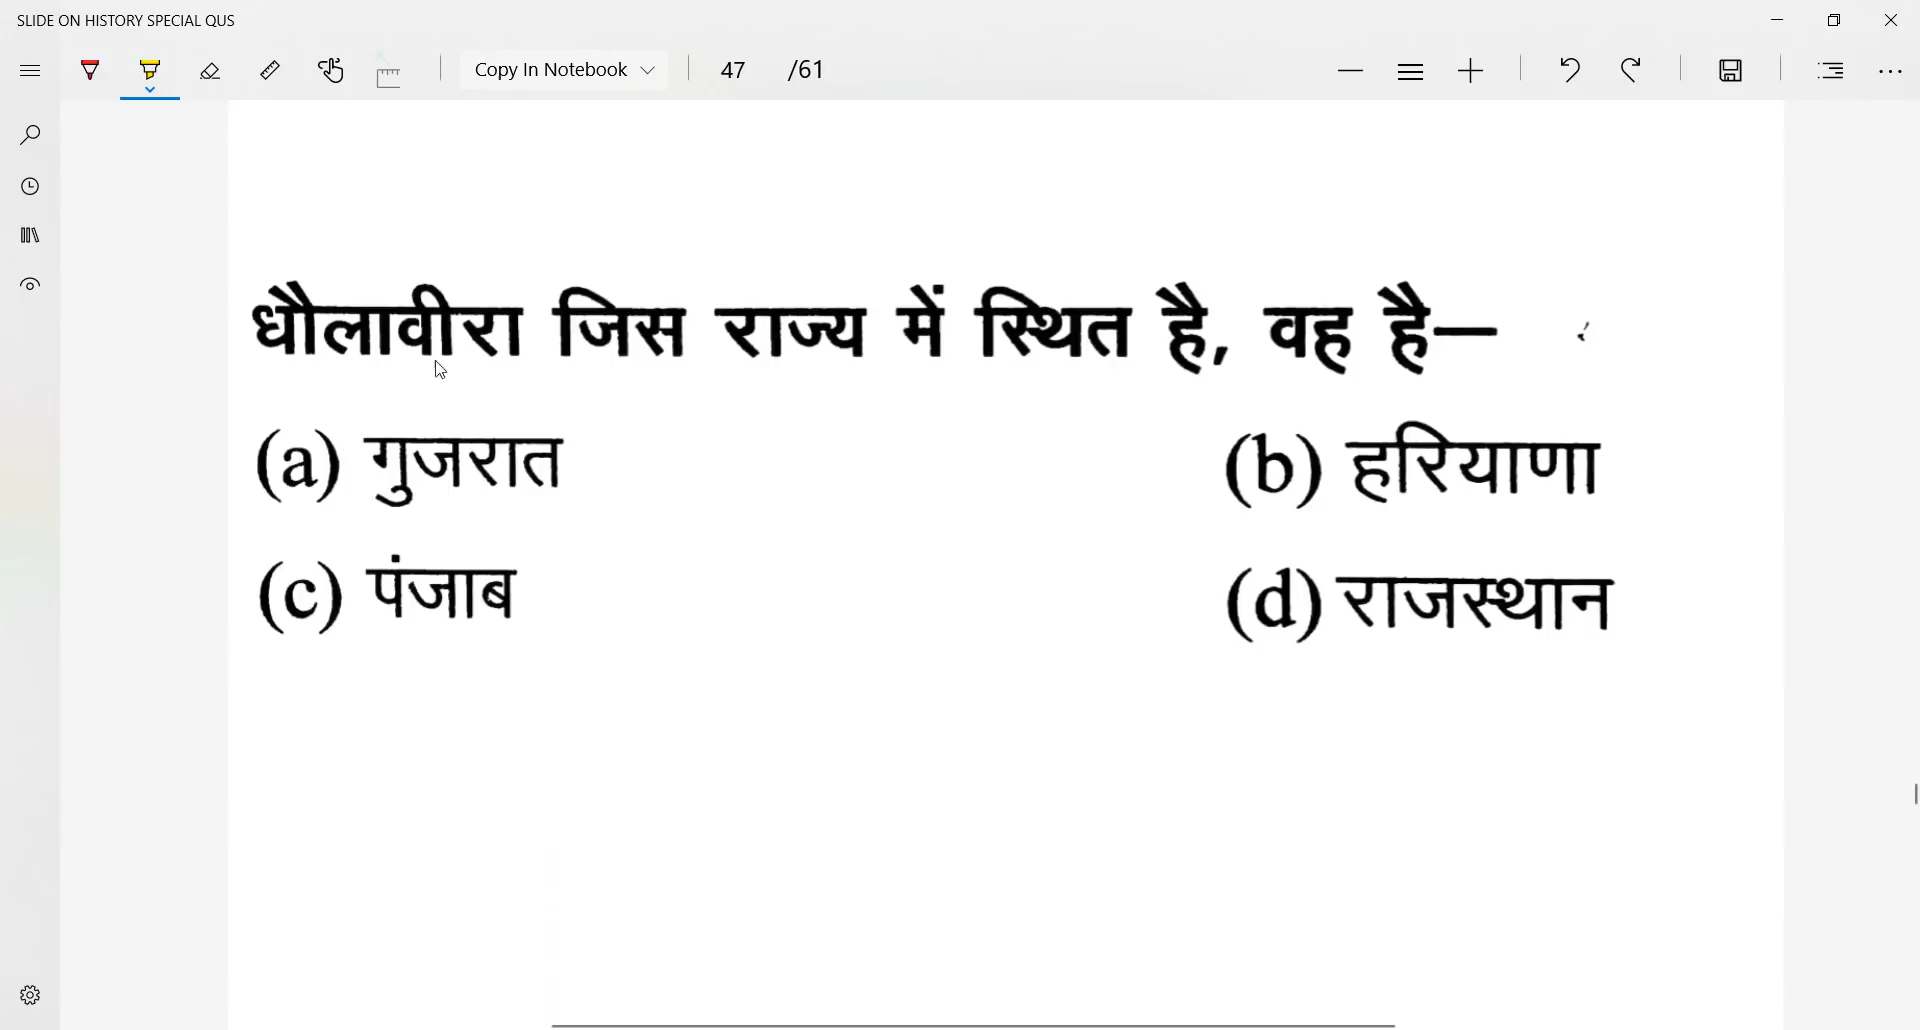 SLIDE ON HISTORY SPECIAL QUS
Copy In Notebook 47 /61
धौलावीरा जिस राज्य में स्थित है, वह है—
(a) गुजरात (b) हरियाणा
(c) पंजाब (d) राजस्थान